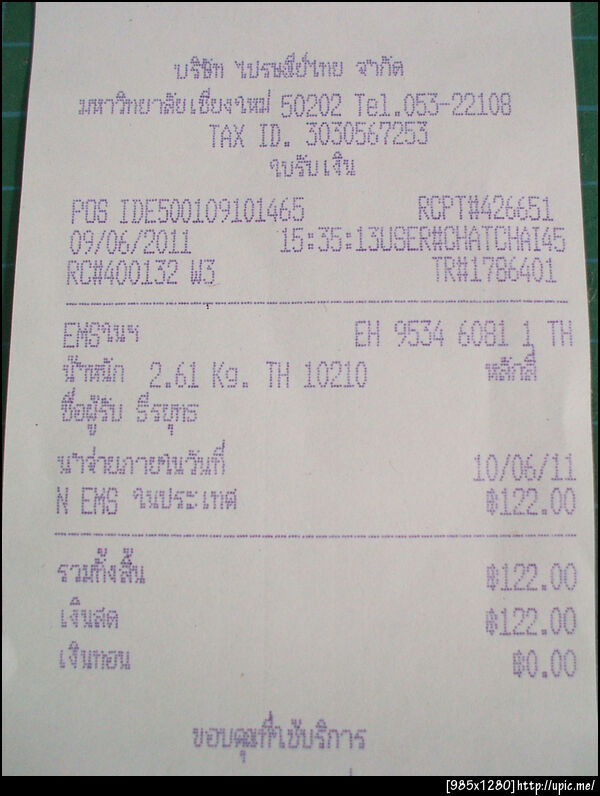 บริษัท ไปรษณีย์ไทย จำกัด
มหาวิทยาลัยเชียงใหม่ 50202 Tel.053-22108
TAX ID. 3030567253
ใบรับเงิน
POS IDE500109101465 RCPT#426651
09/06/2011 15:35:13USER#CHATCHAI45
RC#400132 W3 TR#1786401
EMSในฯ EH 9534 6081 1 TH
น้ำหนัก 2.61 Kg. TH 10210 หลักสี่
ชื่อผู้รับ ธีรยุทธ
นำจ่ายภายในวันที่ 10/06/11
N EMS ในประเทศ ฿122.00
รวมทั้งสิ้น ฿122.00
เงินสด ฿122.00
เงินทอน ฿0.00
ขอบคุณที่ใช้บริการ
[985x1280]http://upic.me/